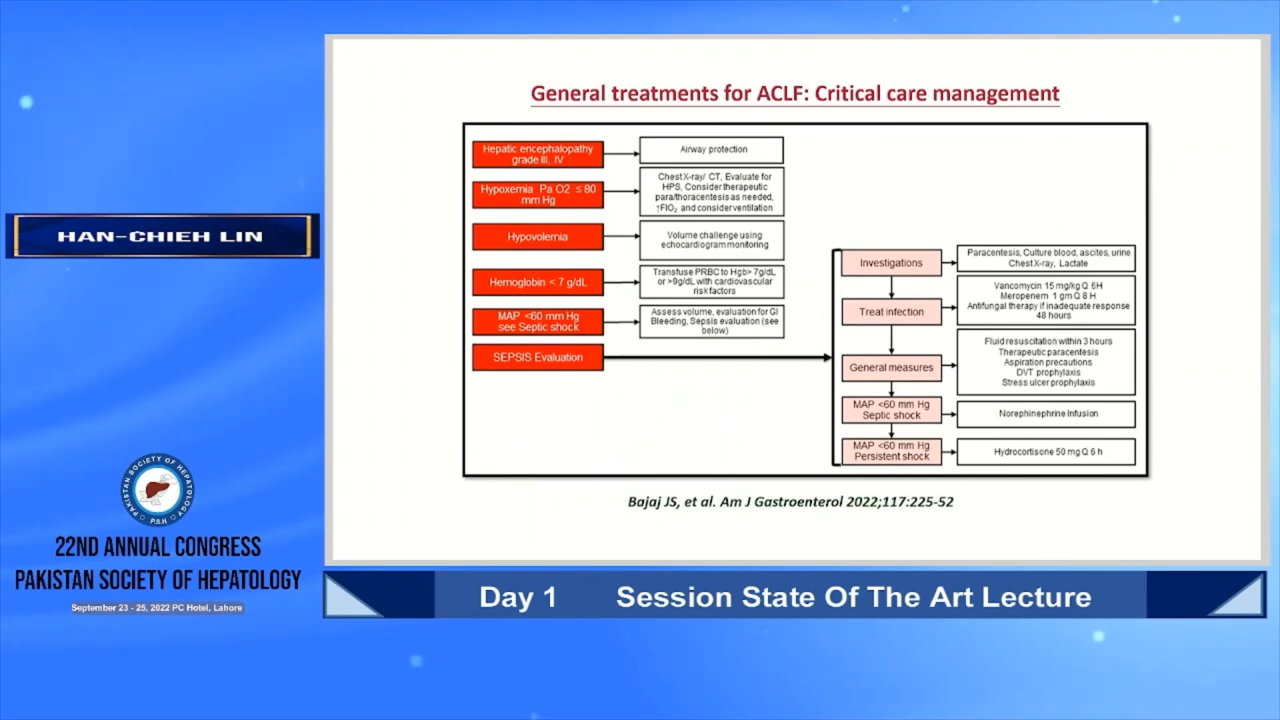 General treatments for ACLF: Critical care management
Hepatic encephalopathy
grade III, IV
Airway protection
Hypoxemia Pa O2 ≤ 80
mm Hg
Chest X-ray/ CT, Evaluate for
HPS, Consider therapeutic
para/thoracentesis as needed,
↑FIO2 and consider ventilation
Hypovolemia
Volume challenge using
echocardiogram monitoring
Hemoglobin < 7 g/dL
Transfuse PRBC to Hgb> 7g/dL
or >9g/dL with cardiovascular
risk factors
MAP <60 mm Hg
see Septic shock
Assess volume, evaluation for GI
Bleeding, Sepsis evaluation (see
below)
SEPSIS Evaluation
Investigations
Paracentesis, Culture blood, ascites, urine
Chest X-ray, Lactate
Treat infection
Vancomycin 15 mg/kg Q 6H
Meropenem 1 gm Q 8 H
Antifungal therapy if inadequate response
48 hours
General measures
Fluid resuscitation within 3 hours
Therapeutic paracentesis
Aspiration precautions
DVT prophylaxis
Stress ulcer prophylaxis
MAP <60 mm Hg
Septic shock
Norephinephrine Infusion
MAP <60 mm Hg
Persistent shock
Hydrocortisone 50 mg Q 6 h
Bajaj JS, et al. Am J Gastroenterol 2022;117:225-52
HAN-CHIEH LIN
PAKISTAN SOCIETY OF HEPATOLOGY
P.S.H
22ND ANNUAL CONGRESS
PAKISTAN SOCIETY OF HEPATOLOGY
September 23 - 25, 2022 PC Hotel, Lahore
Day 1 Session State Of The Art Lecture